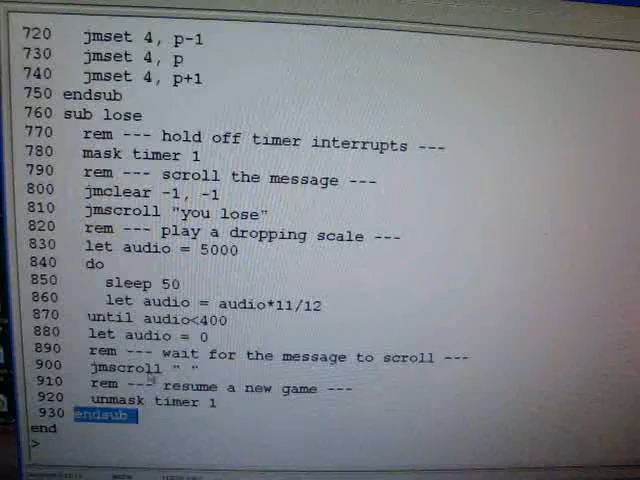 720 jmset 4, p-1
730 jmset 4, p
740 jmset 4, p+1
750 endsub
760 sub lose
770 rem --- hold off timer interrupts ---
780 mask timer 1
790 rem --- scroll the message ---
800 jmclear -1, -1
810 jmscroll "you lose"
820 rem --- play a dropping scale ---
830 let audio = 5000
840 do
850 sleep 50
860 let audio = audio*11/12
870 until audio<400
880 let audio = 0
890 rem --- wait for the message to scroll ---
900 jmscroll " "
910 rem --- resume a new game ---
920 unmask timer 1
930 endsub
end
>